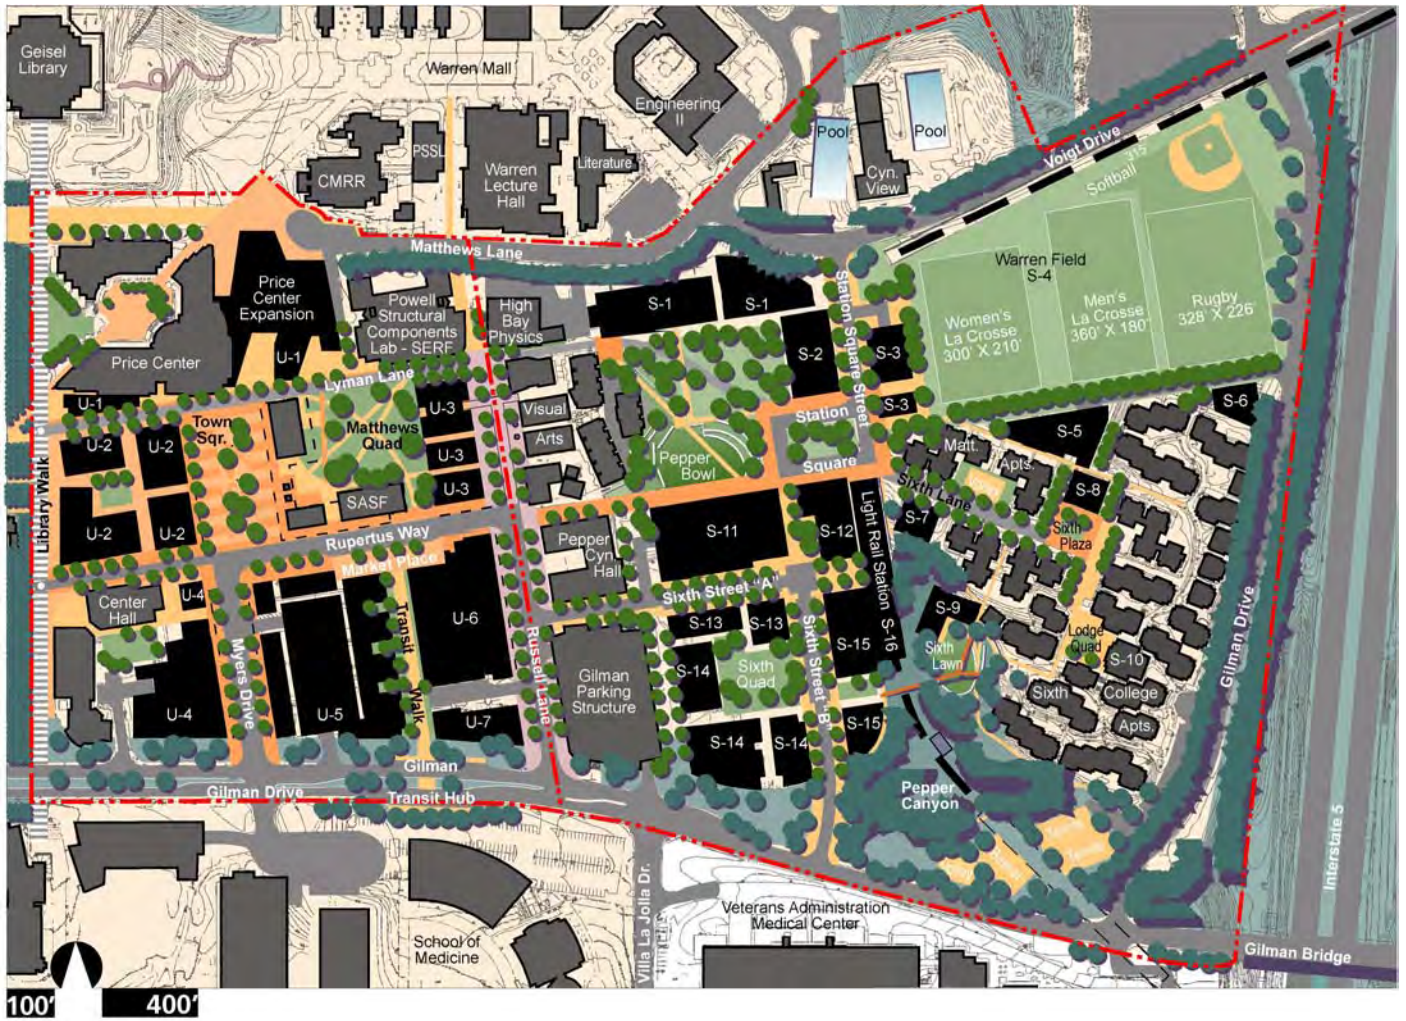 Geisel
Library
Warren Mall
Engineering
II
Pool
Pool
PSSL
CMRR
Warren
Lecture
Hall
Literature
Cyn.
View
Voigt Drive
315'
Softball
Matthews Lane
Price
Center
Expansion
Powell
Structural
Components
Lab - SERF
High
Bay
Physics
S-1
S-1
Station Square Street
Warren Field
S-4
Women's
La Crosse
300' X 210'
Men's
La Crosse
360' X 180'
Rugby
328' X 226'
Price Center
U-1
S-2
S-3
Lyman Lane
U-1
U-3
S-3
S-6
Town
Sqr.
Matthews
Quad
Visual
Arts
Station
Square
S-5
U-2
U-2
U-3
Pepper
Bowl
Matt.
Apts.
U-3
SASF
Sixth Lane
S-8
Library Walk
U-2
U-2
Rupertus Way
Market Place
S-11
S-12
Light Rail Station S-16
S-7
Sixth
Plaza
Pepper
Cyn.
Hall
Center
Hall
U-4
Transit
Walk
U-6
Sixth Street "A"
S-13
S-13
S-9
Myers Drive
Russell Lane
Sixth Street "B"
S-15
Sixth
Lawn
Lodge
Quad
S-10
Gilman Drive
S-14
Sixth
Quad
Gilman
Parking
Structure
Sixth
College
Apts.
U-4
U-5
U-7
S-15
S-14
S-14
Gilman
Transit Hub
Gilman Drive
Pepper
Canyon
Interstate 5
Villa La Jolla Dr.
Veterans Administration
Medical Center
School of
Medicine
Gilman Bridge
100'
400'